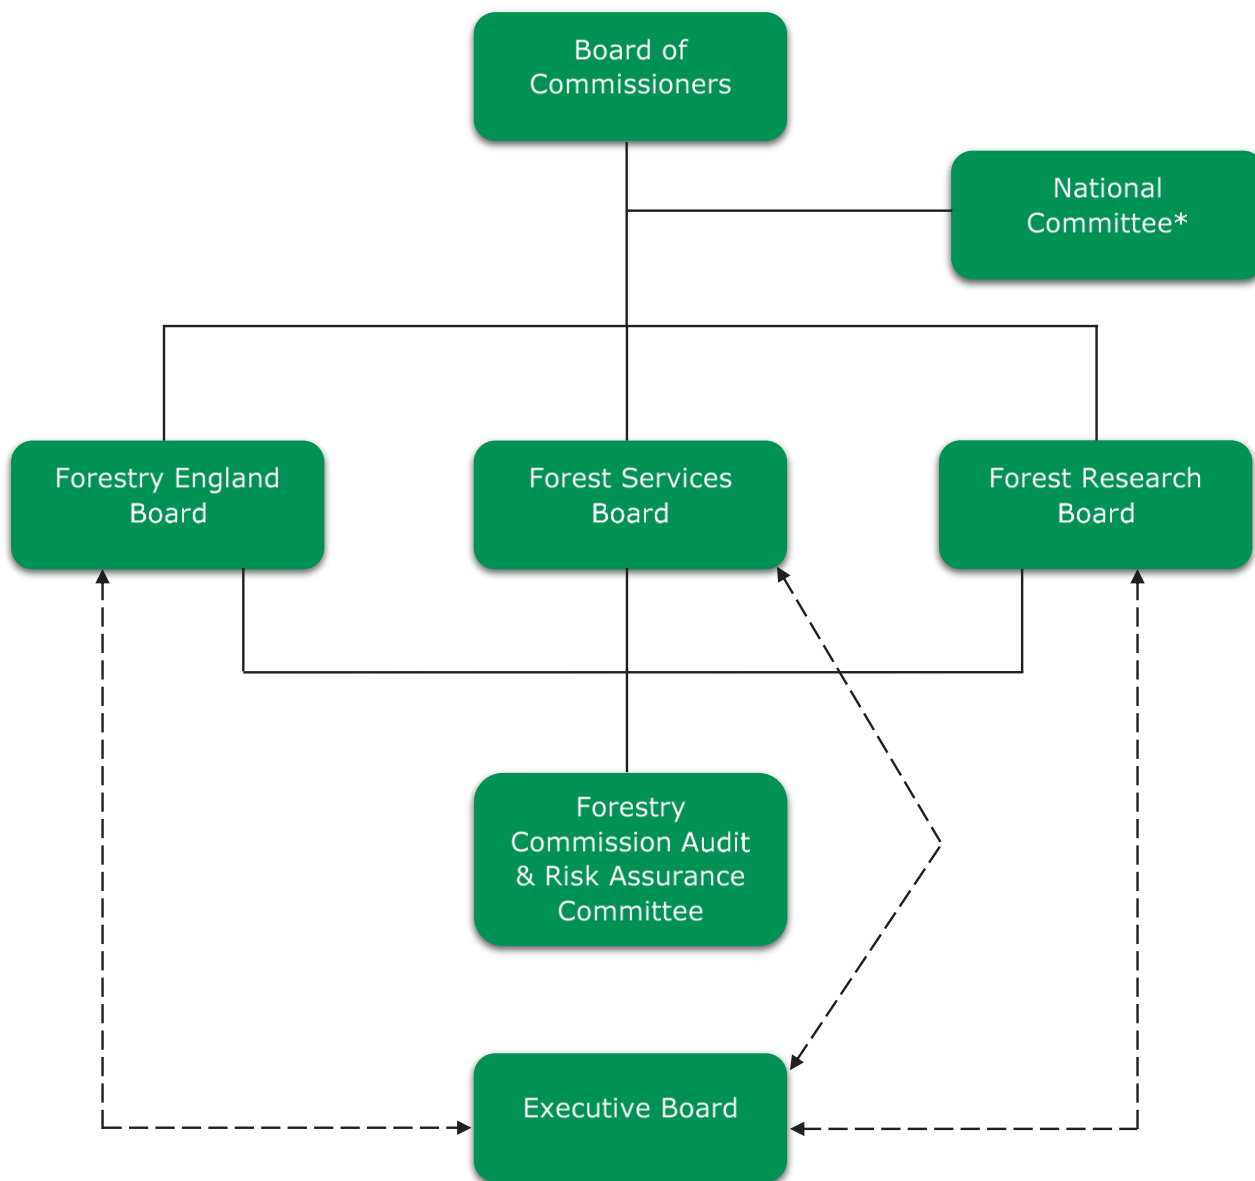 Board of
Commissioners
National
Committee*
Forestry England
Board
Forest Services
Board
Forest Research
Board
Forestry
Commission Audit
& Risk Assurance
Committee
Executive Board